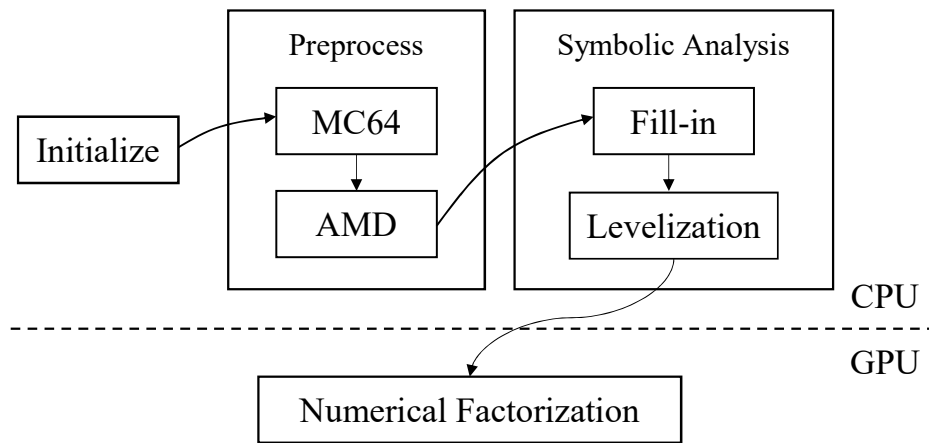 Preprocess
Symbolic Analysis
Initialize
MC64
AMD
Fill-in
Levelization
CPU
GPU
Numerical Factorization